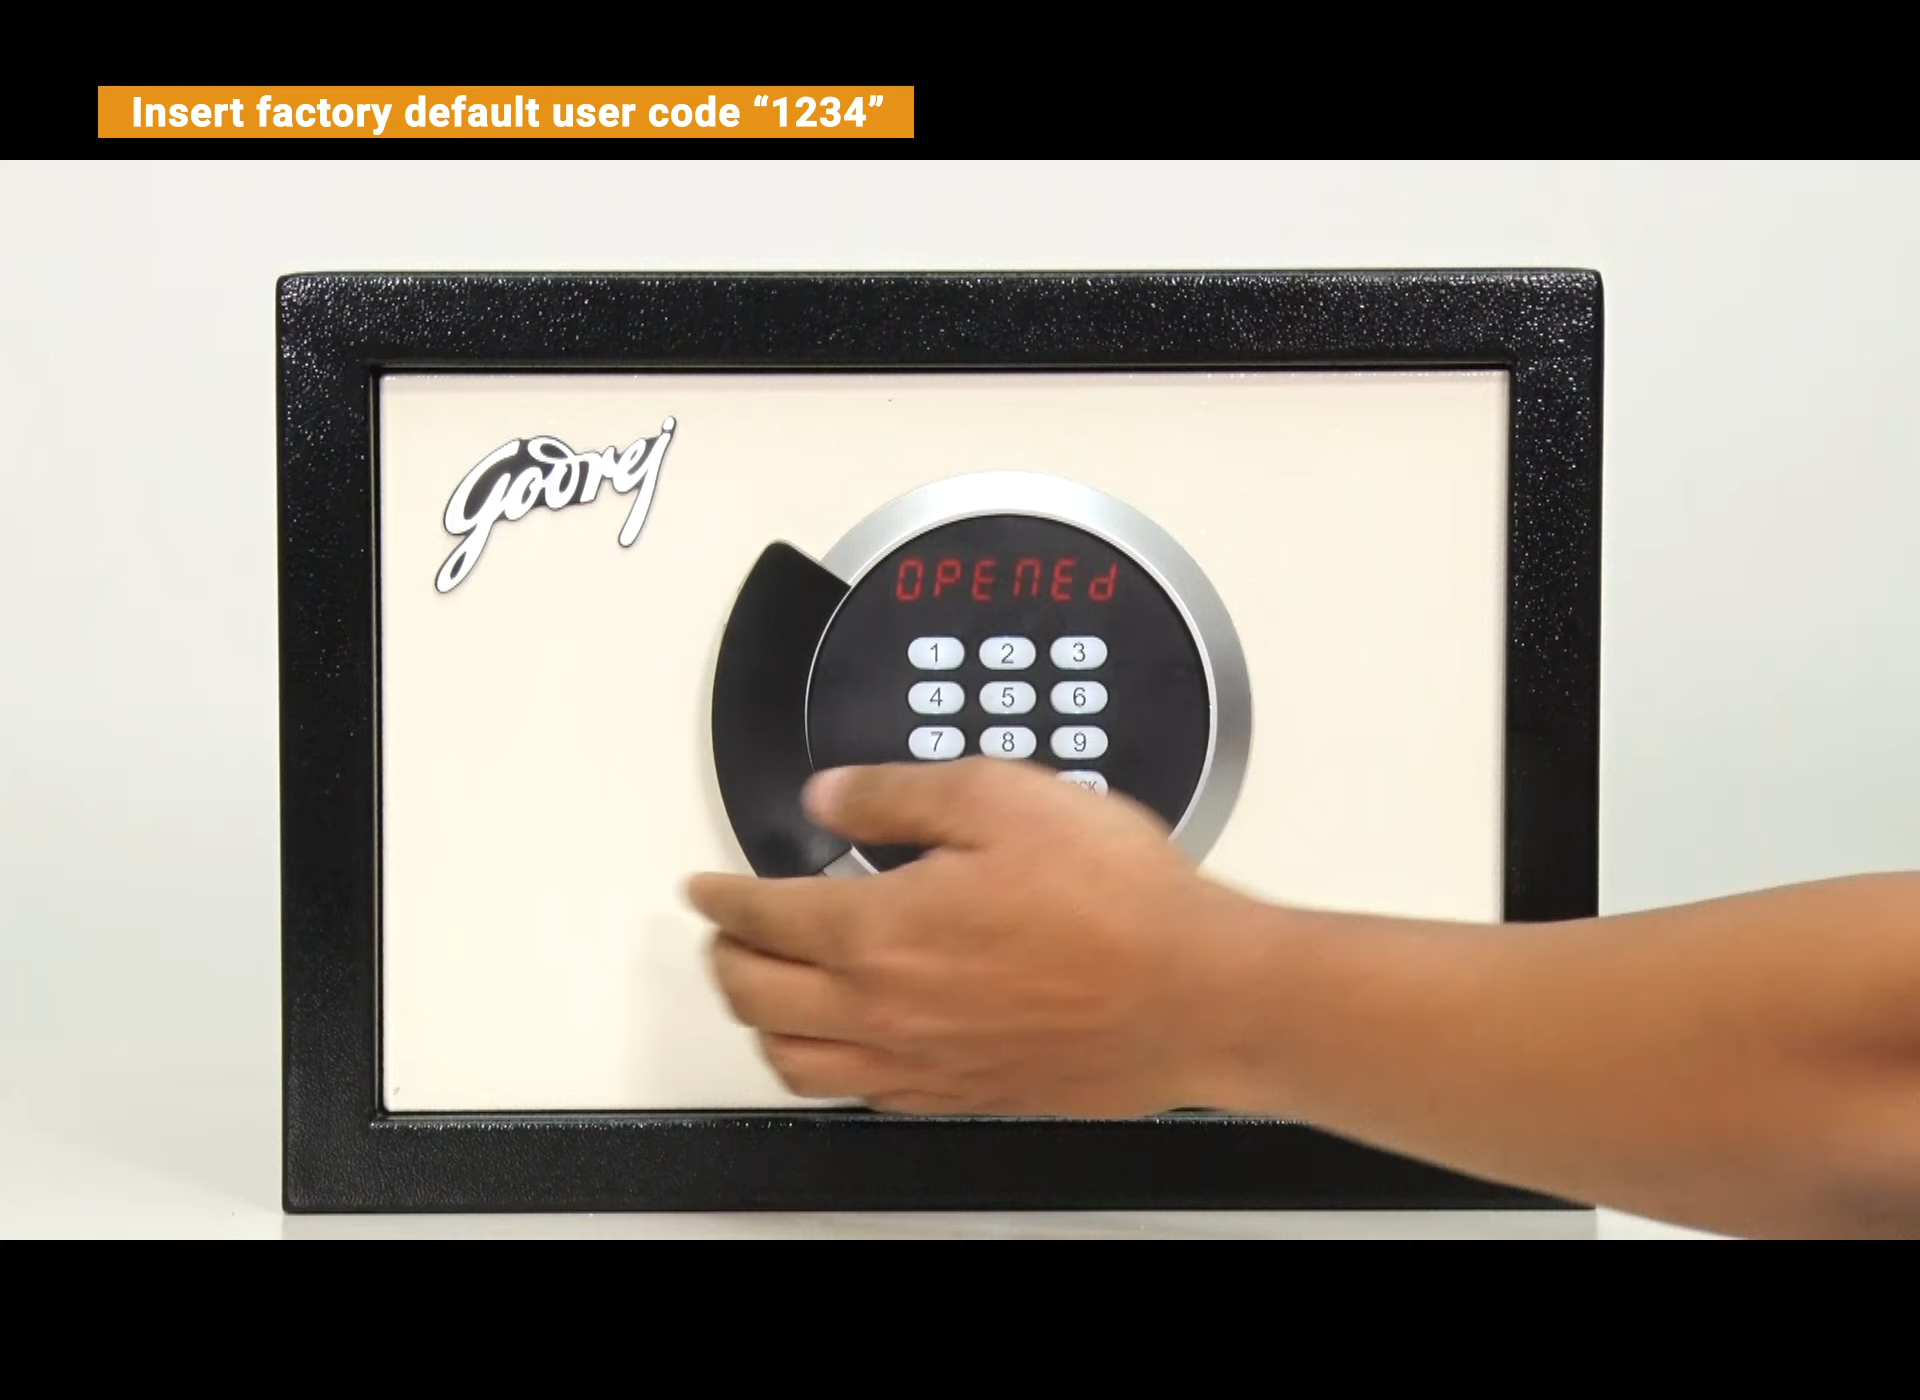 Insert factory default user code “1234”
Godrej
OPENEd
1 2 3
4 5 6
7 8 9